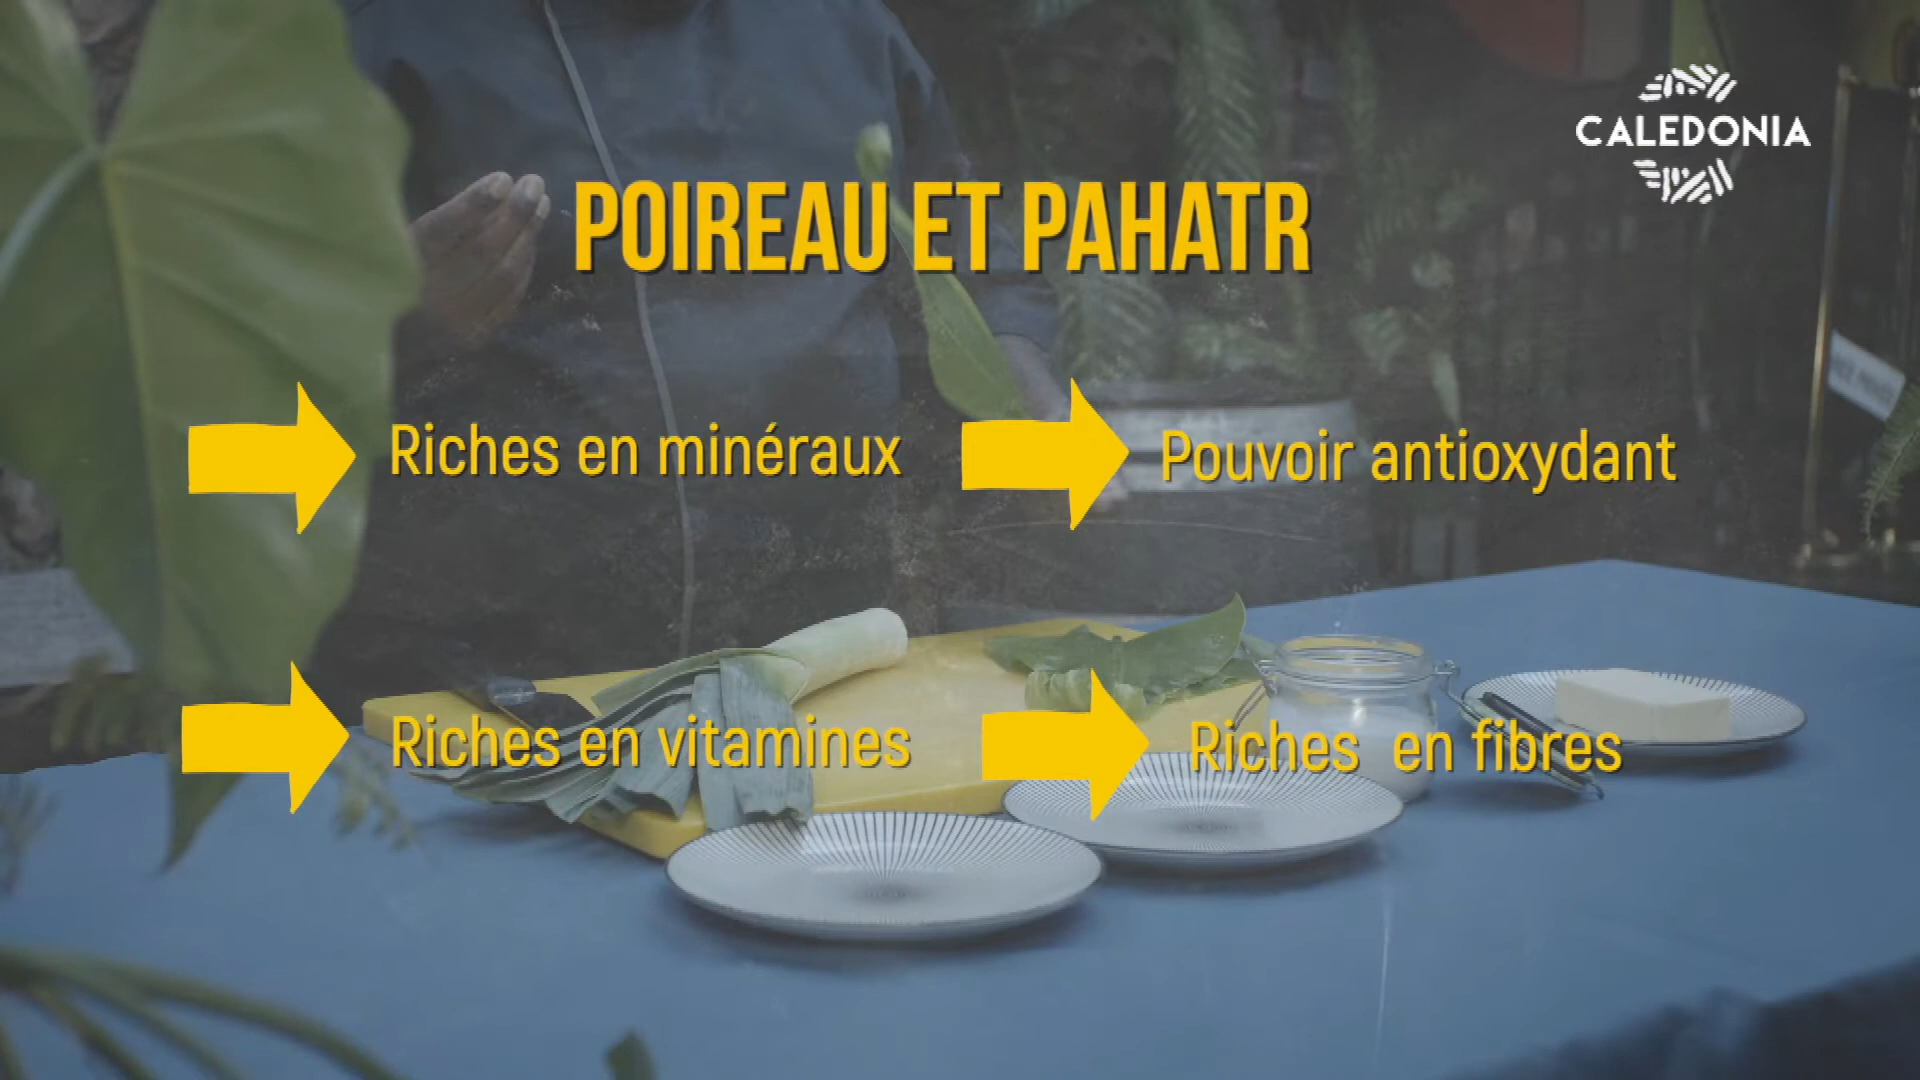 CALEDONIA
POIREAU ET PAHATR
Riches en minéraux
Pouvoir antioxydant
Riches en vitamines
Riches en fibres